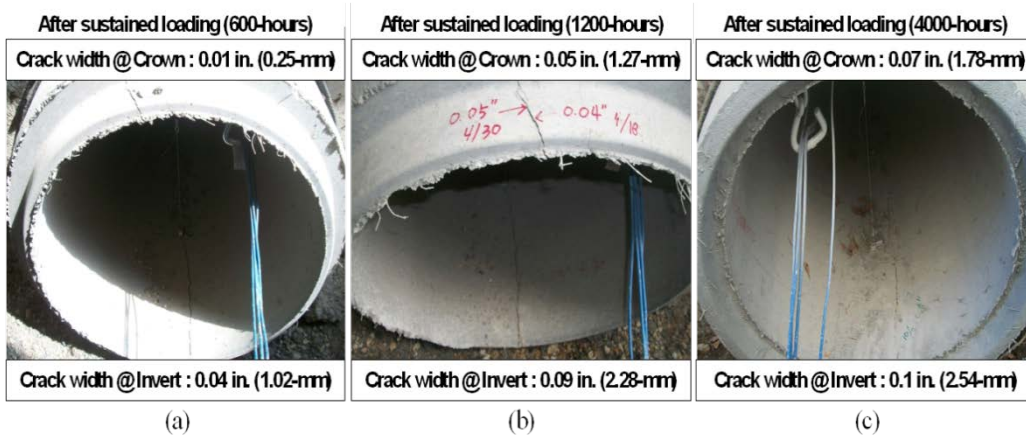 After sustained loading (600-hours)
Crack width @ Crown : 0.01 in. (0.25-mm)
Crack width @ Invert : 0.04 in. (1.02-mm)
(a)
After sustained loading (1200-hours)
Crack width @ Crown : 0.05 in. (1.27-mm)
0.05" 0.04" 4/18
4/30
Crack width @ Invert : 0.09 in. (2.28-mm)
(b)
After sustained loading (4000-hours)
Crack width @ Crown : 0.07 in. (1.78-mm)
Crack width @ Invert : 0.1 in. (2.54-mm)
(c)